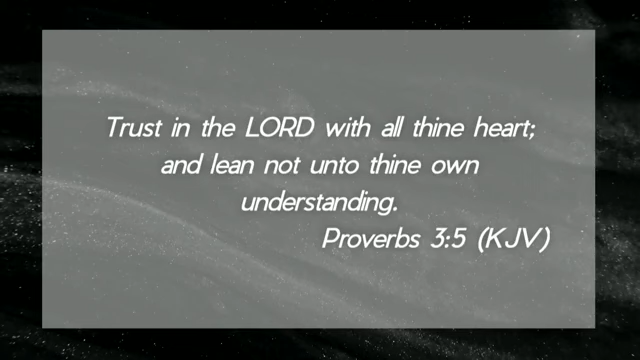 Trust in the LORD with all thine heart;
and lean not unto thine own
understanding.
Proverbs 3:5 (KJV)